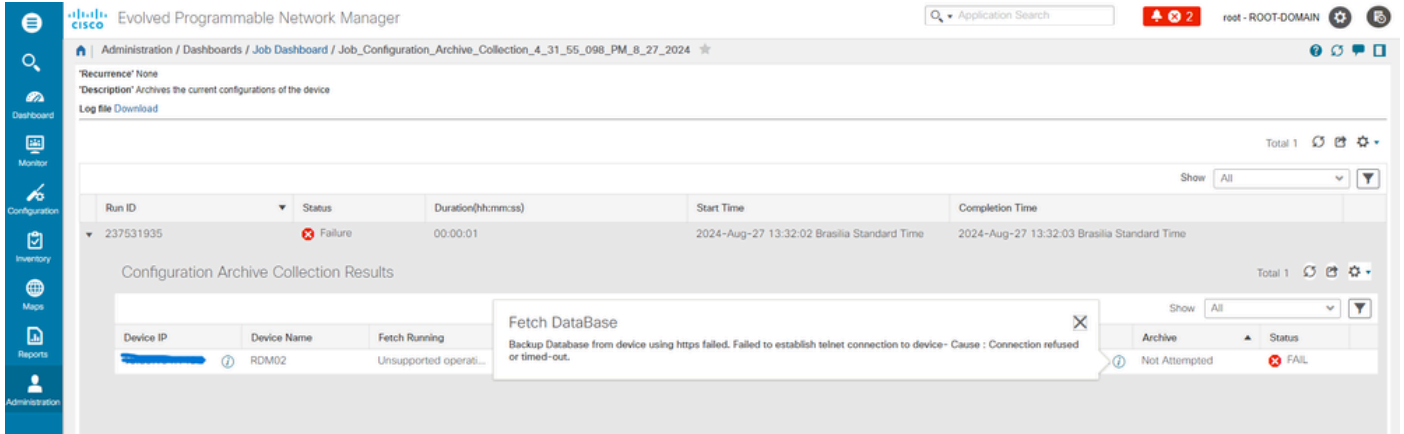 CISCO
Evolved Programmable Network Manager
Application Search
2
root - ROOT-DOMAIN
Administration / Dashboards / Job Dashboard / Job_Configuration_Archive_Collection_4_31_55_098_PM_8_27_2024
'Recurrence' None
'Description' Archives the current configurations of the device
Log file Download
Dashboard
Monitor
Configuration
Inventory
Maps
Reports
Administration
Total 1
Show All
Run ID Status Duration(hh:mm:ss) Start Time Completion Time
237531935 Failure 00:00:01 2024-Aug-27 13:32:02 Brasilia Standard Time 2024-Aug-27 13:32:03 Brasilia Standard Time
Configuration Archive Collection Results
Total 1
Show All
Fetch DataBase
Backup Database from device using https failed. Failed to establish telnet connection to device- Cause : Connection refused
or timed-out.
Device IP Device Name Fetch Running Archive Status
RDM02 Unsupported operati... Not Attempted FAIL